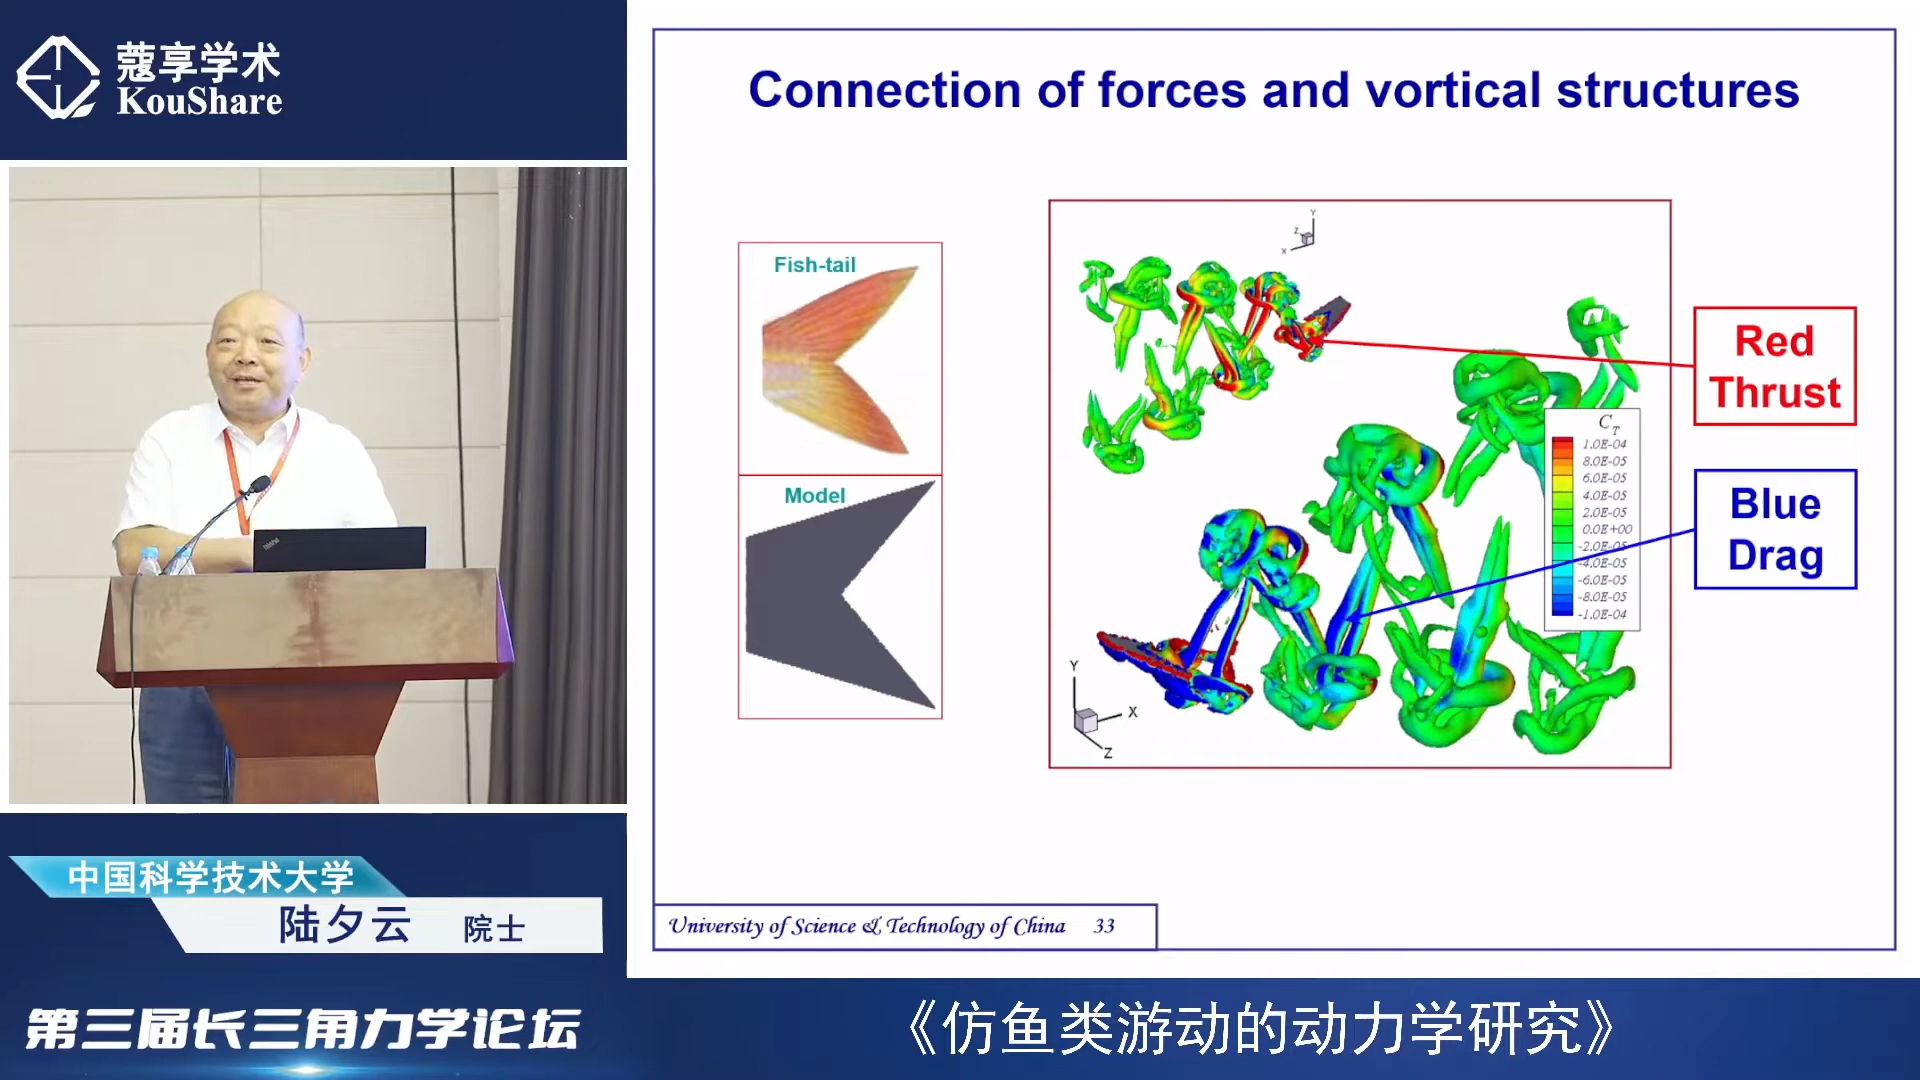 蔻享学术
KouShare
Connection of forces and vortical structures
Fish-tail
Model
Y
Z
X
Red
Thrust
C_T
1.0E-04
8.0E-05
6.0E-05
4.0E-05
2.0E-05
0.0E+00
-2.0E-05
-4.0E-05
-6.0E-05
-8.0E-05
-1.0E-04
Blue
Drag
Y
X
Z
University of Science & Technology of China 33
中国科学技术大学
陆夕云 院士
第三届长三角力学论坛
《仿鱼类游动的动力学研究》